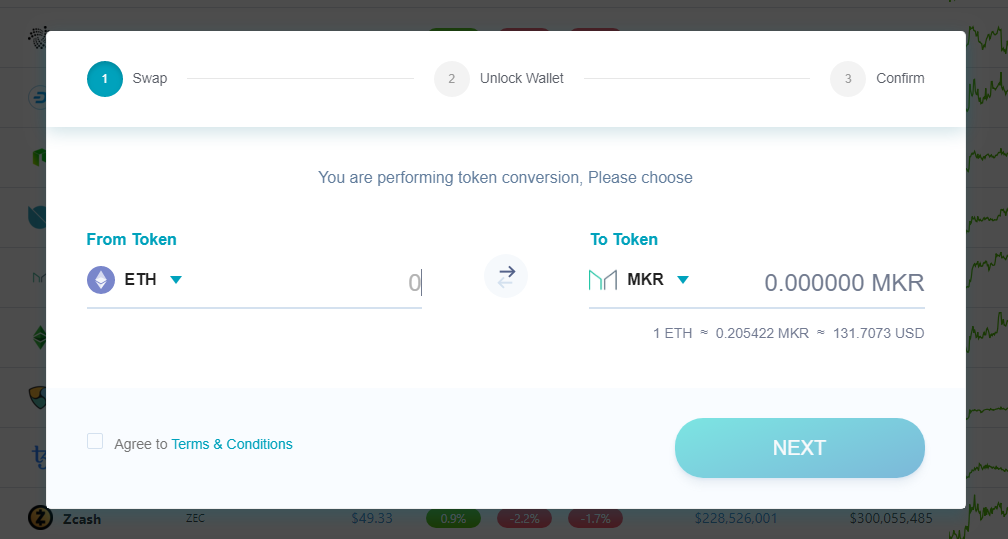 1 Swap 2 Unlock Wallet 3 Confirm
You are performing token conversion, Please choose
From Token To Token
ETH 0 MKR 0.000000 MKR
1 ETH ≈ 0.205422 MKR ≈ 131.7073 USD
Agree to Terms & Conditions NEXT
Zcash ZEC $49.33 0.9% -2.2% -1.7% $228,526,001 $300,055,485